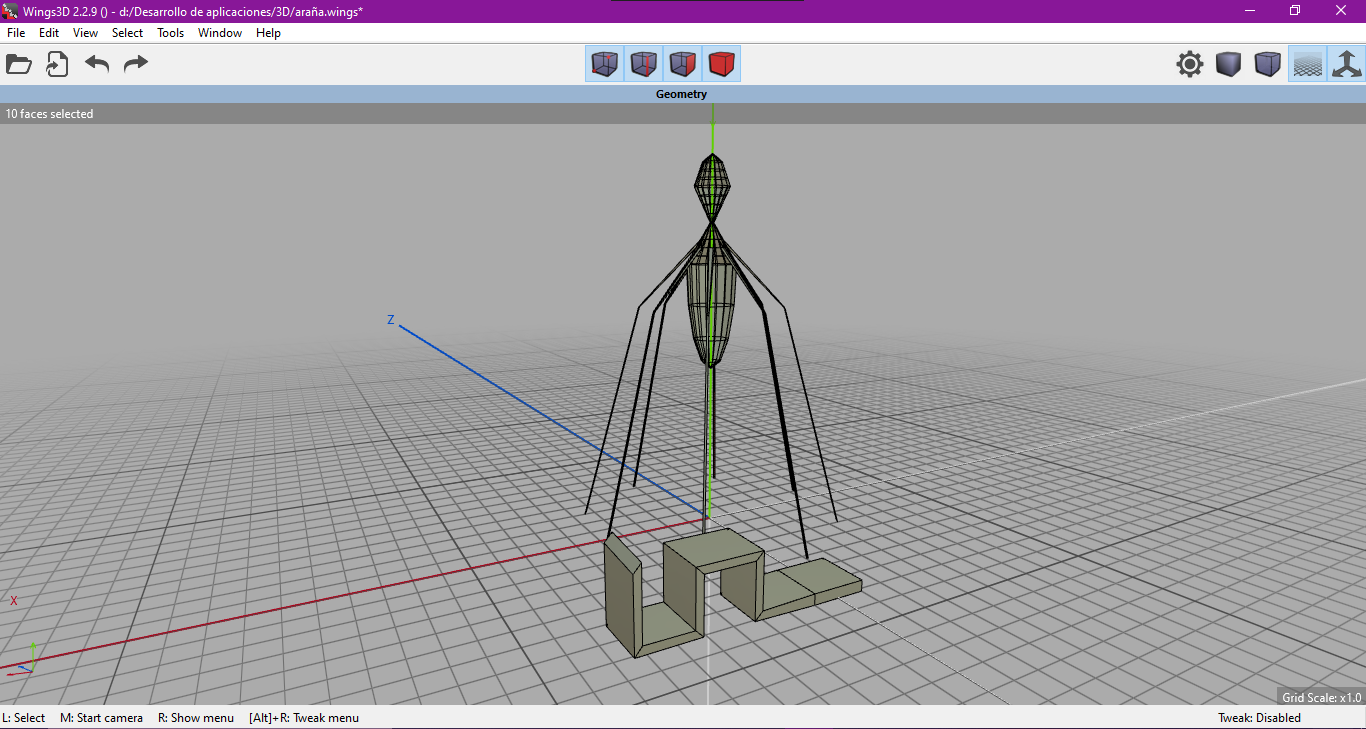 Wings3D 2.2.9 () - d:/Desarrollo de aplicaciones/3D/araña.wings*
File Edit View Select Tools Window Help
Geometry
10 faces selected
Z
X
Grid Scale: x1.0
L: Select M: Start camera R: Show menu [Alt]+R: Tweak menu Tweak: Disabled